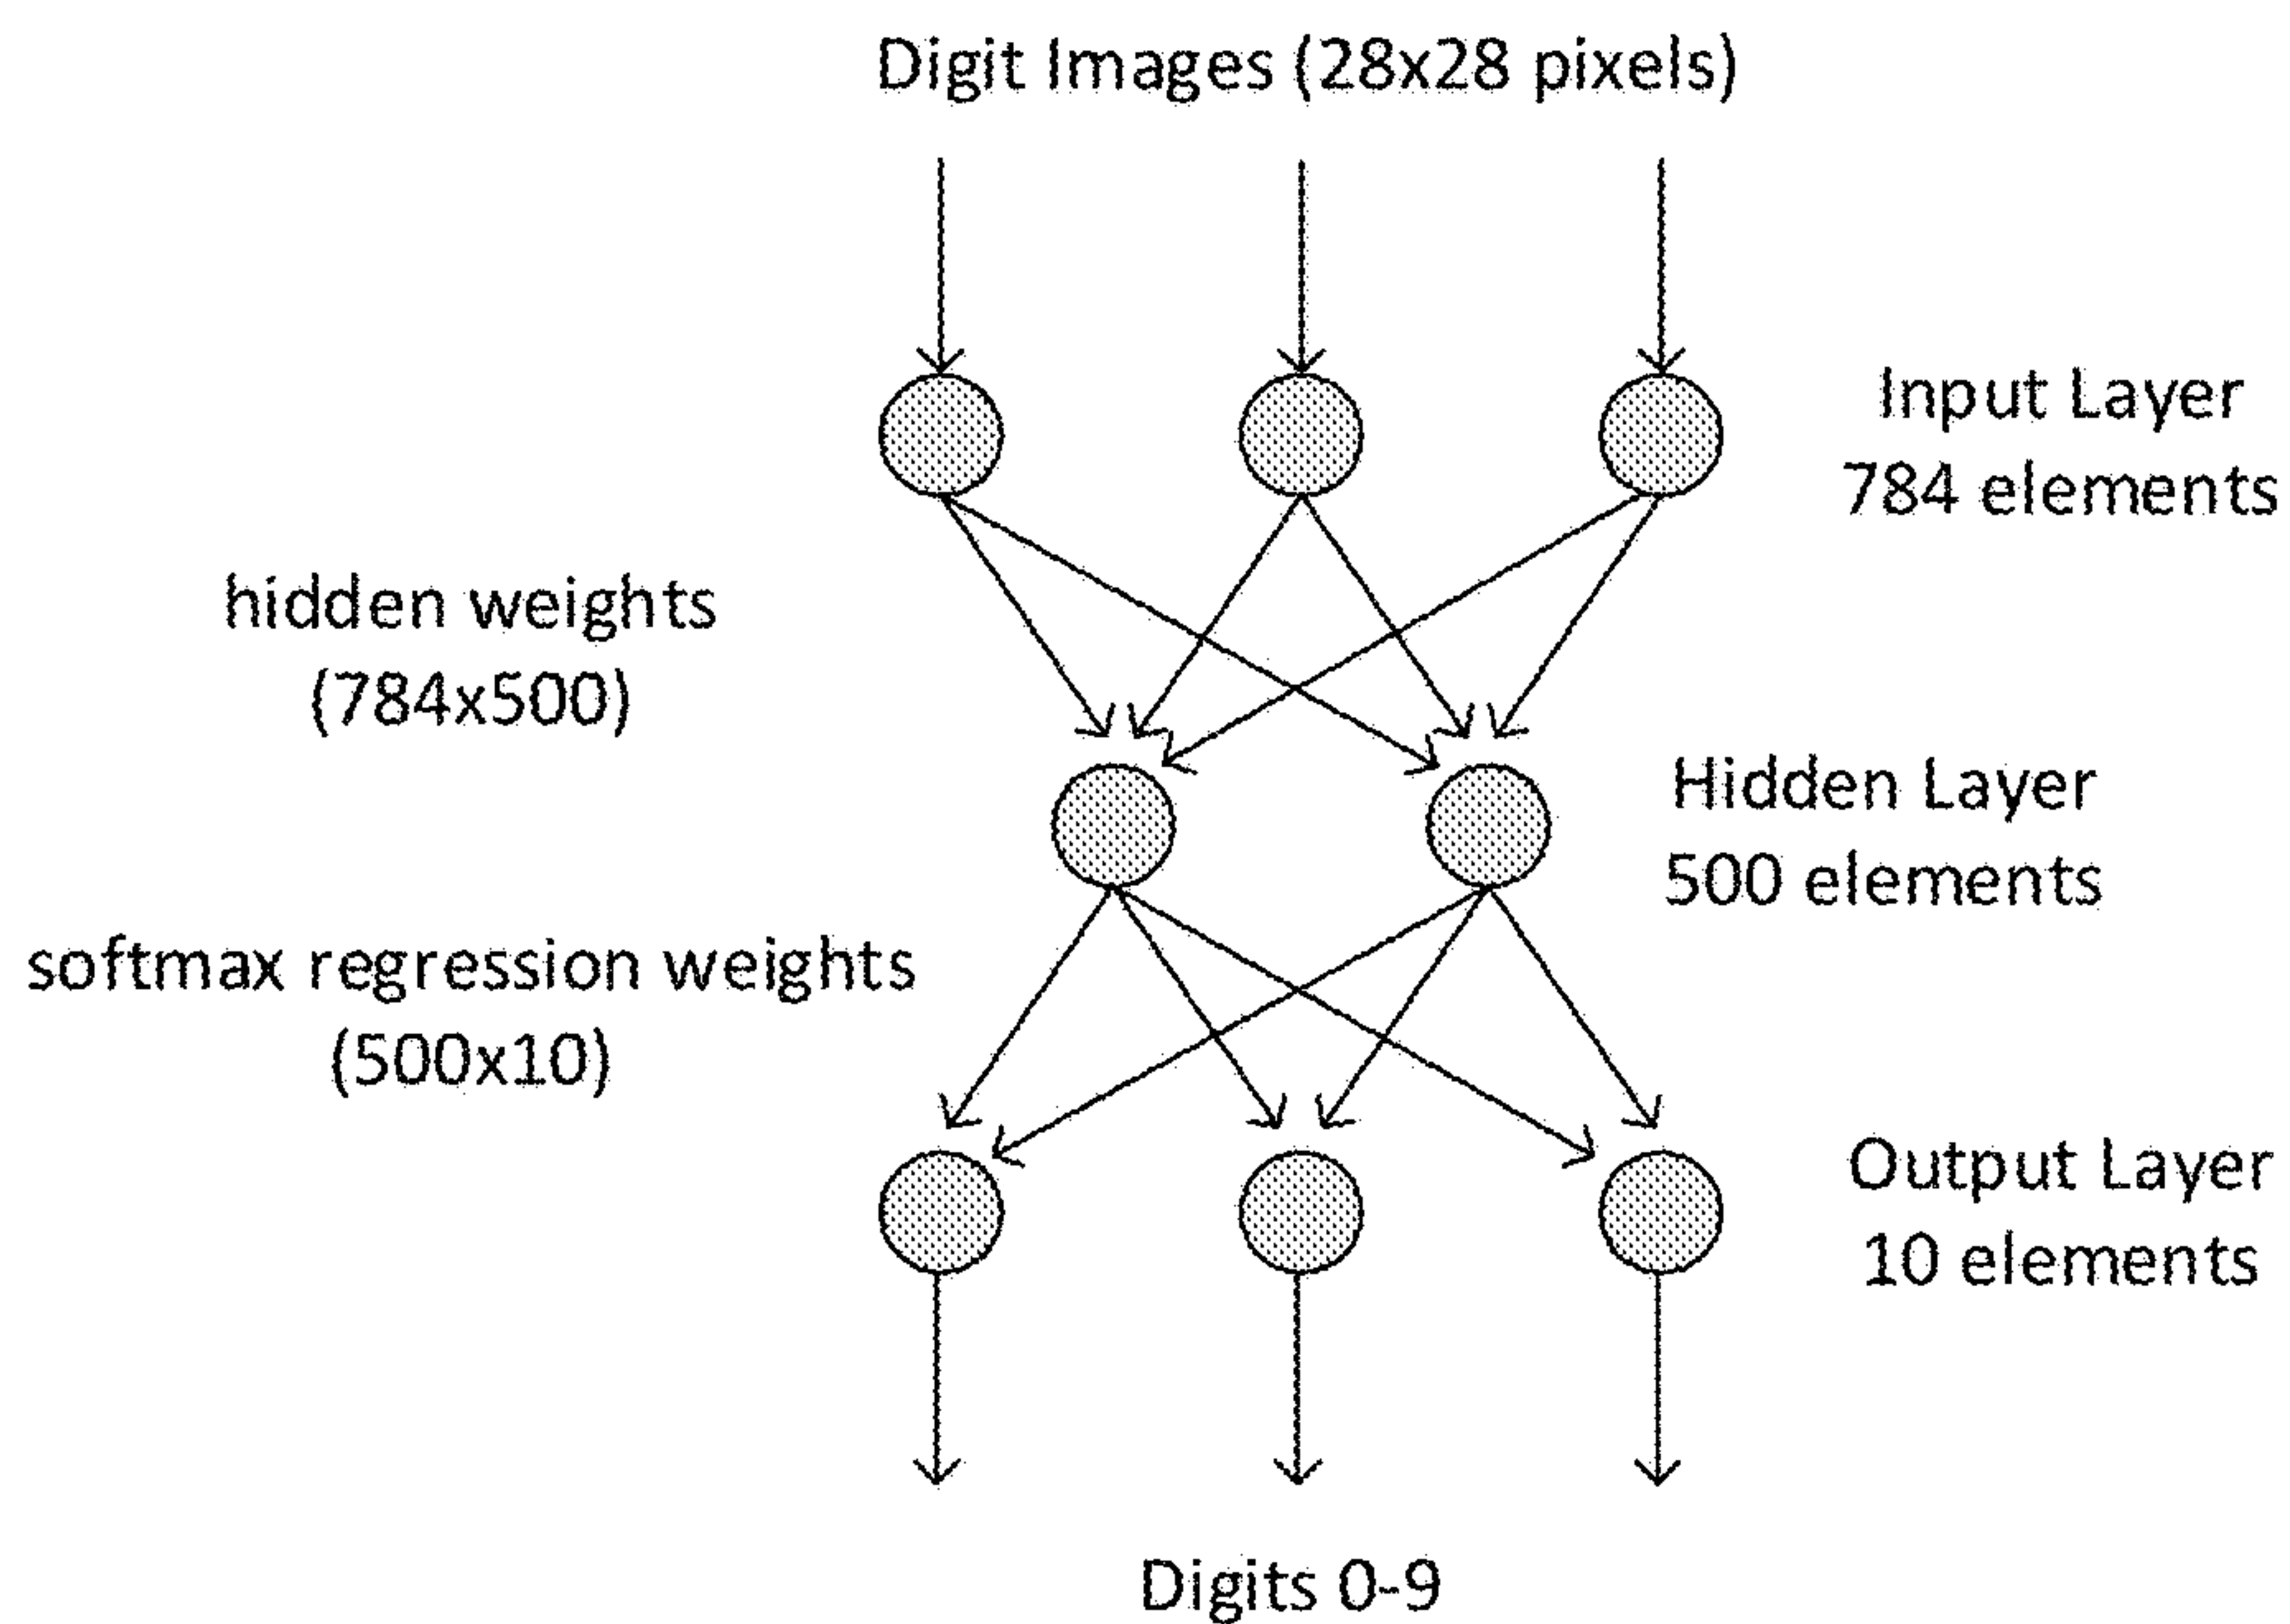 Digit Images (28x28 pixels)
Input Layer
784 elements
hidden weights
(784x500)
Hidden Layer
500 elements
softmax regression weights
(500x10)
Output Layer
10 elements
Digits 0-9